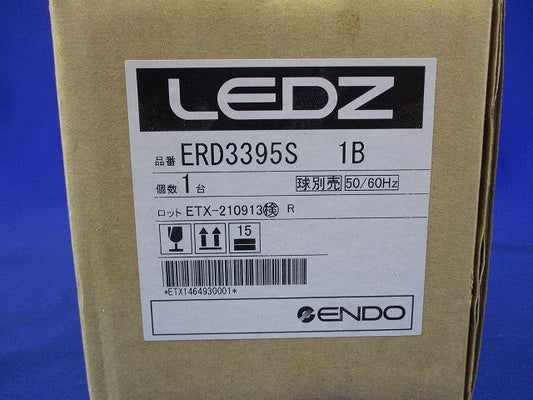 LEDZ
品番 ERD3395S 1B
個数 1 台 球別売 50/60Hz
ロット ETX-210913 検 R
15
*ETX1464930001*
ENDO